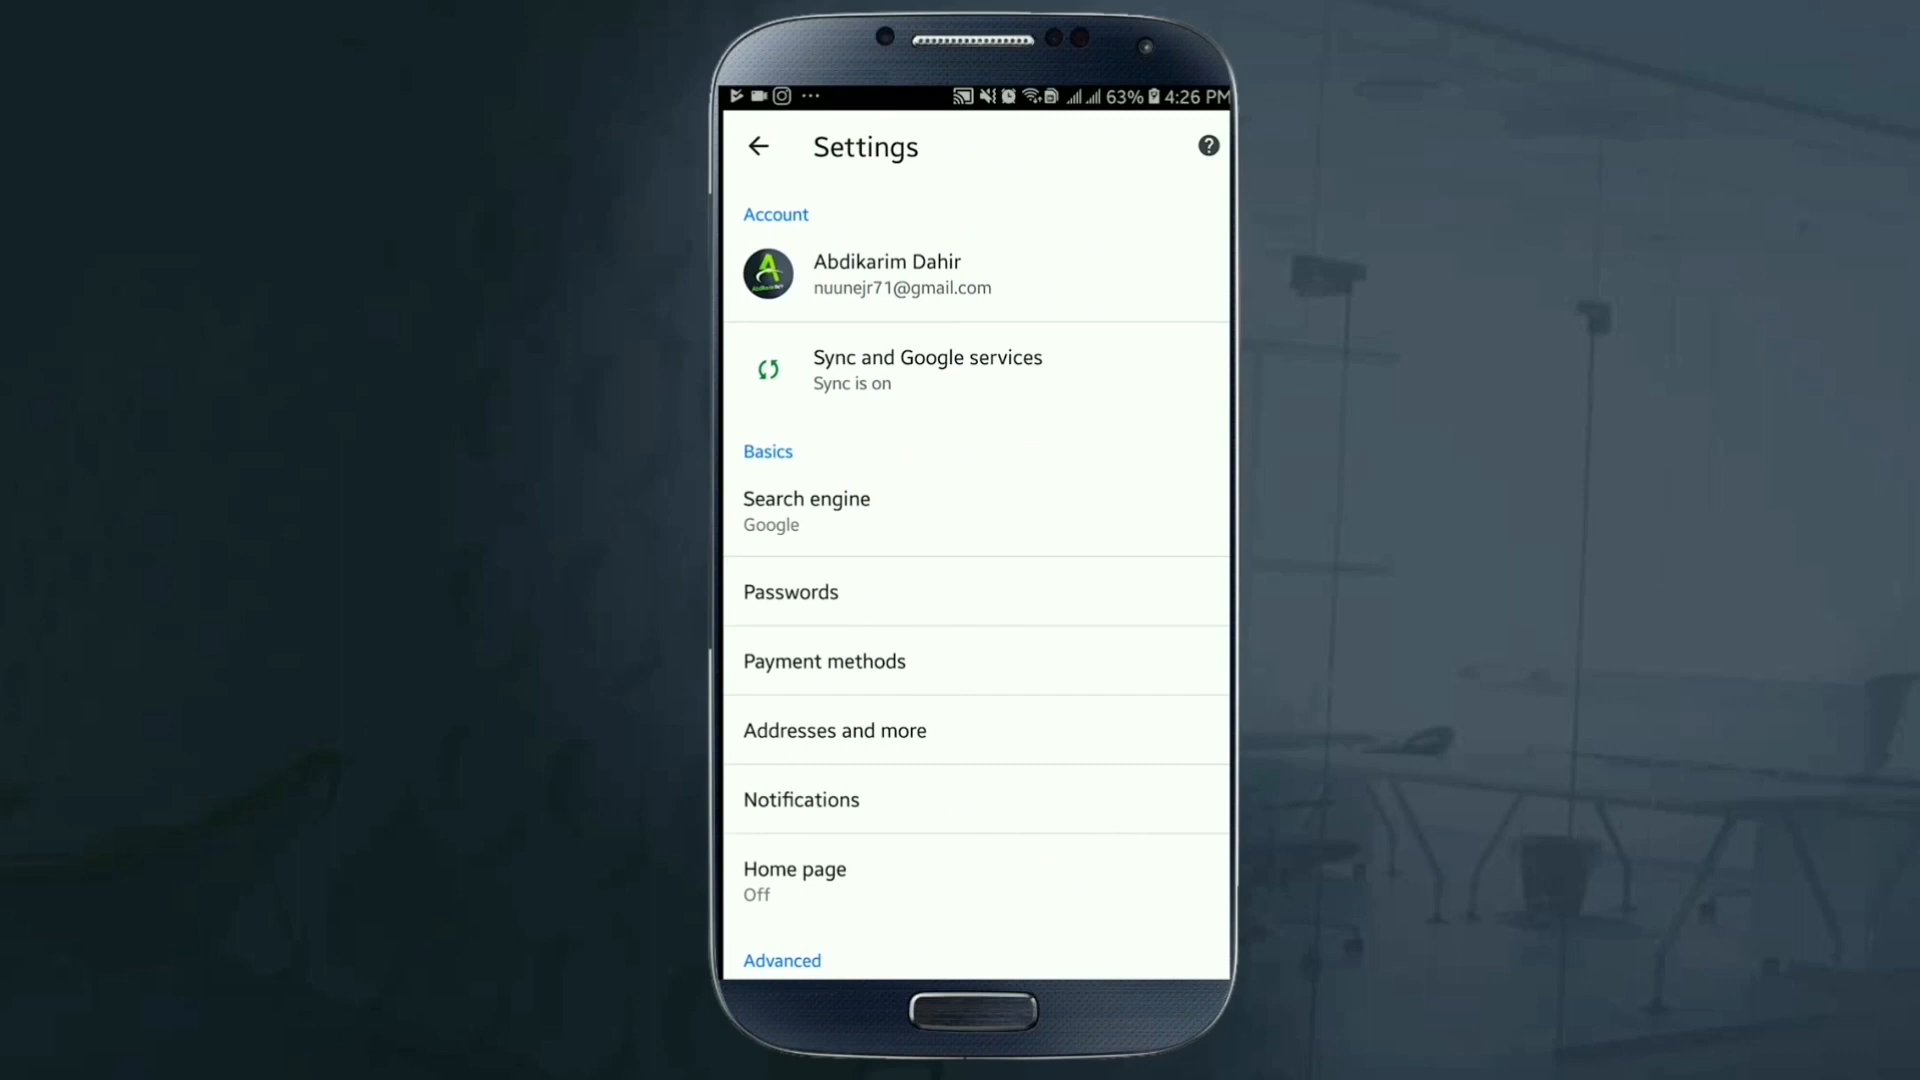 63% 4:26 PM
Settings
Account
Abdikarim Dahir
nuunejr71@gmail.com
Sync and Google services
Sync is on
Basics
Search engine
Google
Passwords
Payment methods
Addresses and more
Notifications
Home page
Off
Advanced